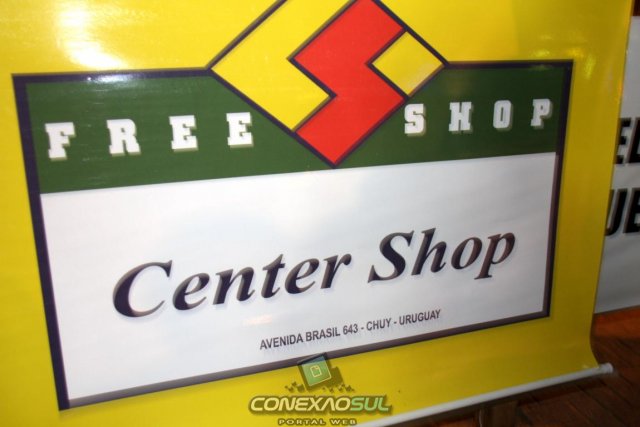 FREE SHOP
Center Shop
AVENIDA BRASIL 643 - CHUY - URUGUAY
CONEXAOSUL
PORTAL WEB